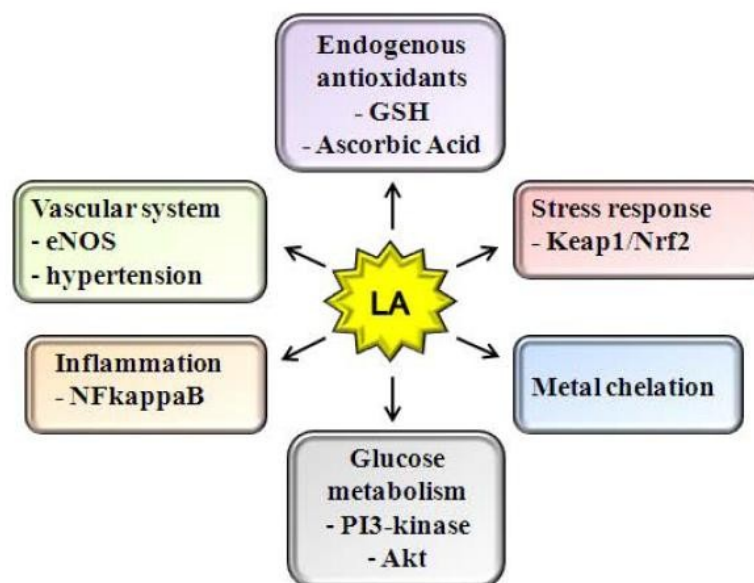 Endogenous
antioxidants
- GSH
- Ascorbic Acid
Vascular system
- eNOS
- hypertension
Stress response
- Keap1/Nrf2
LA
Inflammation
- NFkappaB
Metal chelation
Glucose
metabolism
- PI3-kinase
- Akt